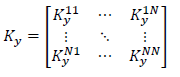 K_y = [ K_y^{11} ⋯ K_y^{1N}
⋮ ⋱ ⋮
K_y^{N1} ⋯ K_y^{NN} ]